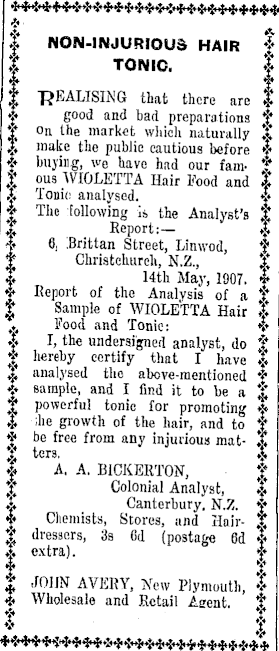 NON-INJURIOUS HAIR
TONIC.
REALISING that there are
good and bad preparations
on the market which naturally
make the public cautious before
buying, we have had our fam-
ous WIOLETTA Hair Food and
Tonic analysed.
The following is the Analyst's
Report:—
6, Brittan Street, Linwod,
Christchurch, N.Z.,
14th May, 1907.
Report of the Analysis of a
Sample of WIOLETTA Hair
Food and Tonic:
I, the undersigned analyst, do
hereby certify that I have
analysed the above-mentioned
sample, and I find it to be a
powerful tonic for promoting
the growth of the hair, and to
be free from any injurious mat-
ters.
A. A. BICKERTON,
Colonial Analyst,
Canterbury, N.Z.
Chemists, Stores, and Hair-
dressers, 3s 6d (postage 6d
extra).
JOHN AVERY, New Plymouth,
Wholesale and Retail Agent.